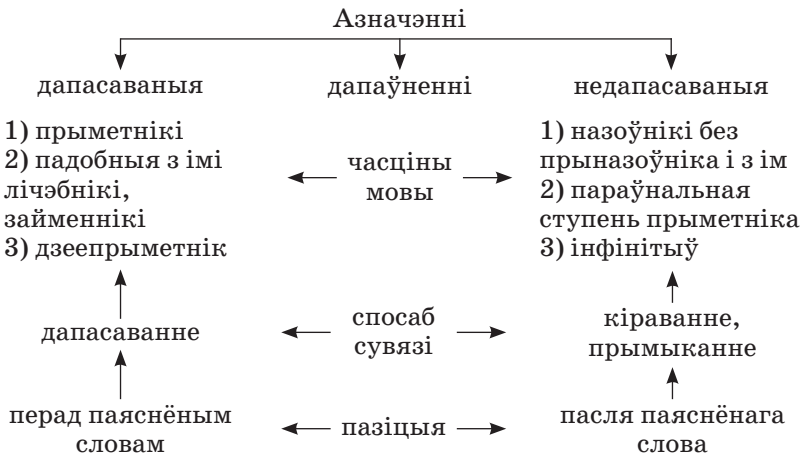 Азначэнні
дапасаваныя
дапаўненні
недапасаваныя
1) прыметнікі
2) падобныя з імі
лічэбнікі,
займеннікі
3) дзеепрыметнік
часціны
мовы
1) назоўнікі без
прыназоўніка і з ім
2) параўнальная
ступень прыметніка
3) інфінітыў
дапасаванне
спосаб
сувязі
кіраванне,
прымыканне
перад паяснёным
словам
пазіцыя
пасля паяснёнага
слова